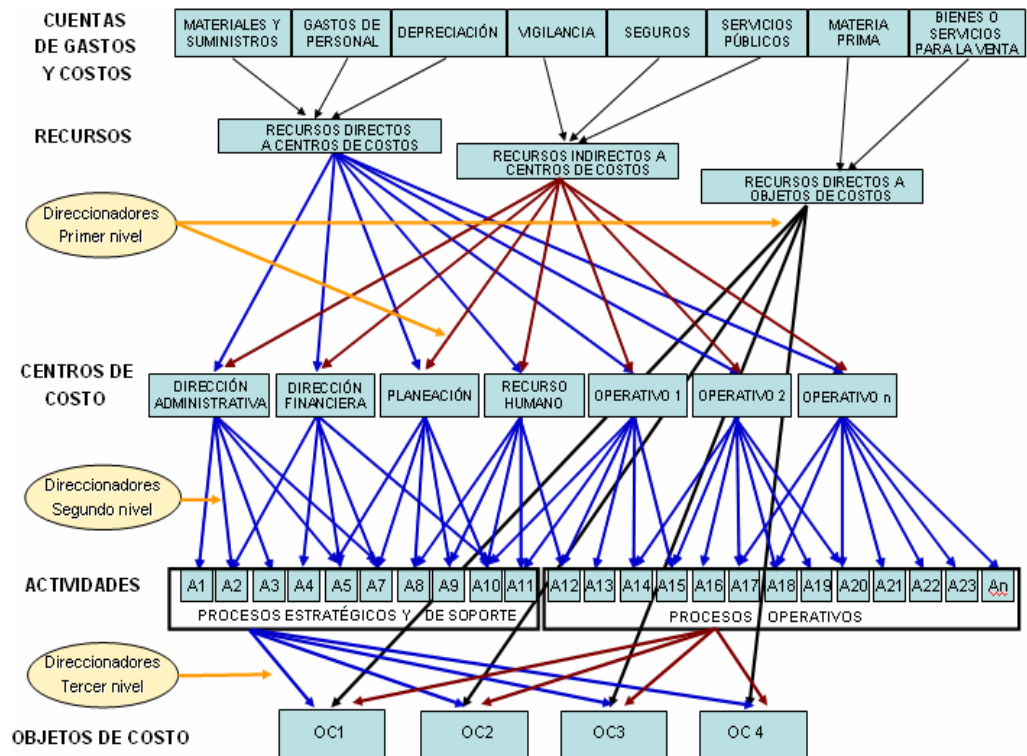 CUENTAS
DE GASTOS
Y COSTOS
MATERIALES Y
SUMINISTROS
GASTOS DE
PERSONAL
DEPRECIACIÓN
VIGILANCIA
SEGUROS
SERVICIOS
PÚBLICOS
MATERIA
PRIMA
BIENES O
SERVICIOS
PARA LA VENTA
RECURSOS
RECURSOS DIRECTOS
A CENTROS DE COSTOS
RECURSOS INDIRECTOS A
CENTROS DE COSTOS
RECURSOS DIRECTOS A
OBJETOS DE COSTOS
Direccionadores
Primer nivel
CENTROS DE
COSTO
DIRECCIÓN
ADMINISTRATIVA
DIRECCIÓN
FINANCIERA
PLANEACIÓN
RECURSO
HUMANO
OPERATIVO 1
OPERATIVO 2
OPERATIVO n
Direccionadores
Segundo nivel
ACTIVIDADES
A1 A2 A3 A4 A5 A7 A8 A9 A10 A11 A12 A13 A14 A15 A16 A17 A18 A19 A20 A21 A22 A23 An
PROCESOS ESTRATÉGICOS Y DE SOPORTE
PROCESOS OPERATIVOS
Direccionadores
Tercer nivel
OBJETOS DE COSTO
OC1
OC2
OC3
OC 4